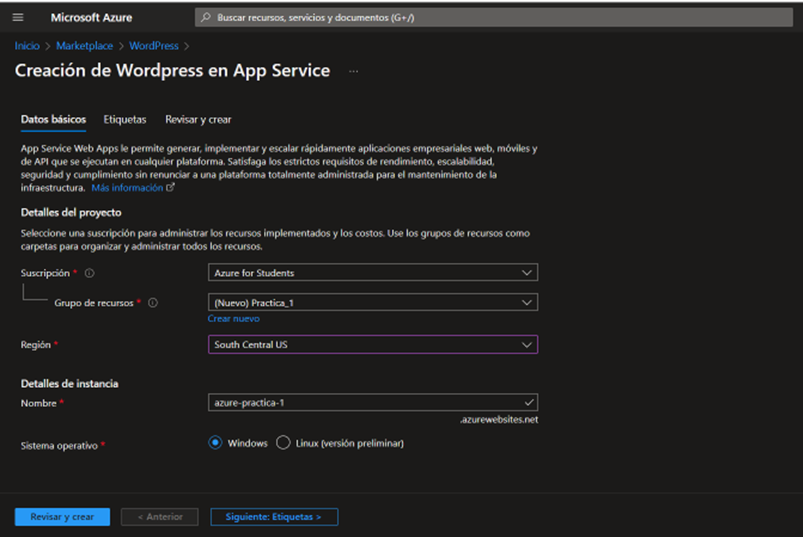 Microsoft Azure
Buscar recursos, servicios y documentos (G+/)
Inicio > Marketplace > WordPress >
Creación de Wordpress en App Service ...
Datos básicos Etiquetas Revisar y crear
App Service Web Apps le permite generar, implementar y escalar rápidamente aplicaciones empresariales web, móviles y
de API que se ejecutan en cualquier plataforma. Satisfaga los estrictos requisitos de rendimiento, escalabilidad,
seguridad y cumplimiento sin renunciar a una plataforma totalmente administrada para el mantenimiento de la
infraestructura. Más información
Detalles del proyecto
Seleccione una suscripción para administrar los recursos implementados y los costos. Use los grupos de recursos como
carpetas para organizar y administrar todos los recursos.
Suscripción * Azure for Students
Grupo de recursos * (Nuevo) Practica_1
Crear nuevo
Región * South Central US
Detalles de instancia
Nombre * azure-practica-1
.azurewebsites.net
Sistema operativo * Windows Linux (versión preliminar)
Revisar y crear < Anterior Siguiente: Etiquetas >